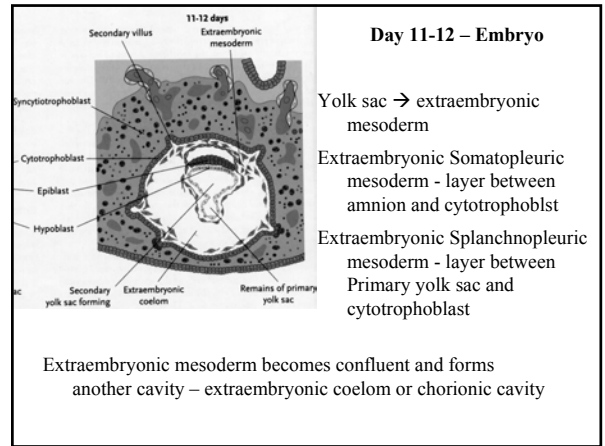 11-12 days
Secondary villus
Extraembryonic
mesoderm
Syncytiotrophoblast
Cytotrophoblast
Epiblast
Hypoblast
ac
Secondary
yolk sac forming
Extraembryonic
coelom
Remains of primary
yolk sac
Day 11-12 – Embryo
Yolk sac → extraembryonic
mesoderm
Extraembryonic Somatopleuric
mesoderm - layer between
amnion and cytotrophoblst
Extraembryonic Splanchnopleuric
mesoderm - layer between
Primary yolk sac and
cytotrophoblast
Extraembryonic mesoderm becomes confluent and forms
another cavity – extraembryonic coelom or chorionic cavity